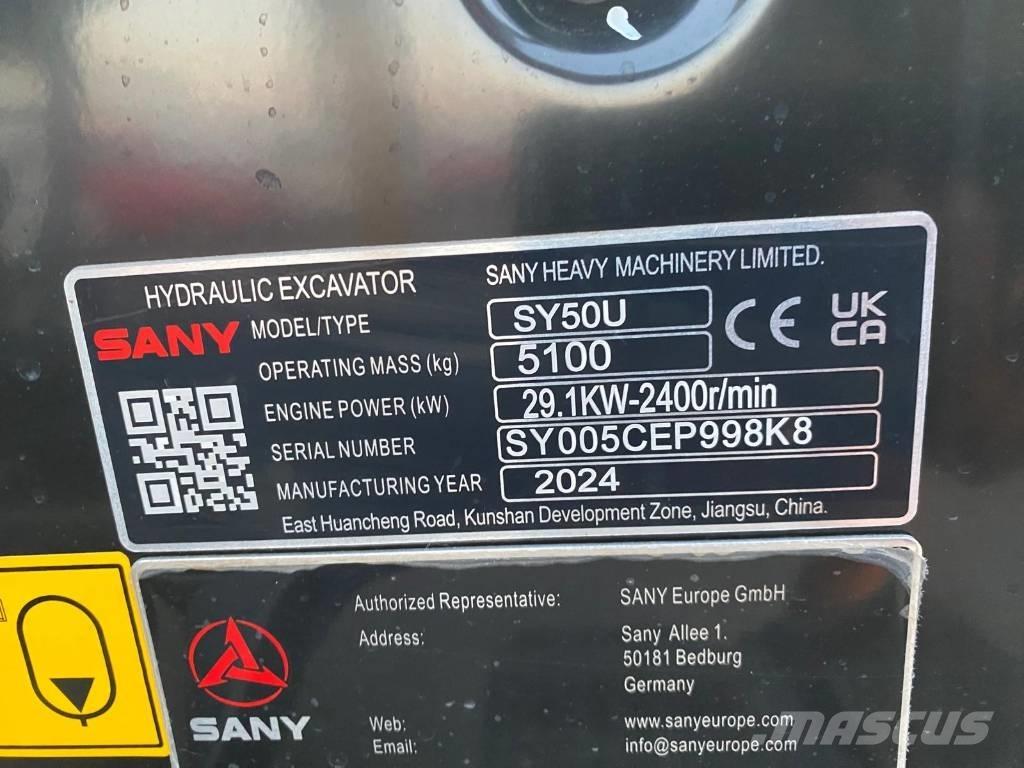 HYDRAULIC EXCAVATOR SANY HEAVY MACHINERY LIMITED.
SANY MODEL/TYPE SY50U CE UK CA
OPERATING MASS (kg) 5100
ENGINE POWER (kW) 29.1KW-2400r/min
SERIAL NUMBER SY005CEP998K8
MANUFACTURING YEAR 2024
East Huancheng Road, Kunshan Development Zone, Jiangsu, China.
Authorized Representative: SANY Europe GmbH
Address: Sany Allee 1.
50181 Bedburg
Germany
SANY
Web: www.sanyeurope.com
Email: info@sanyeurope.com
MASCUS